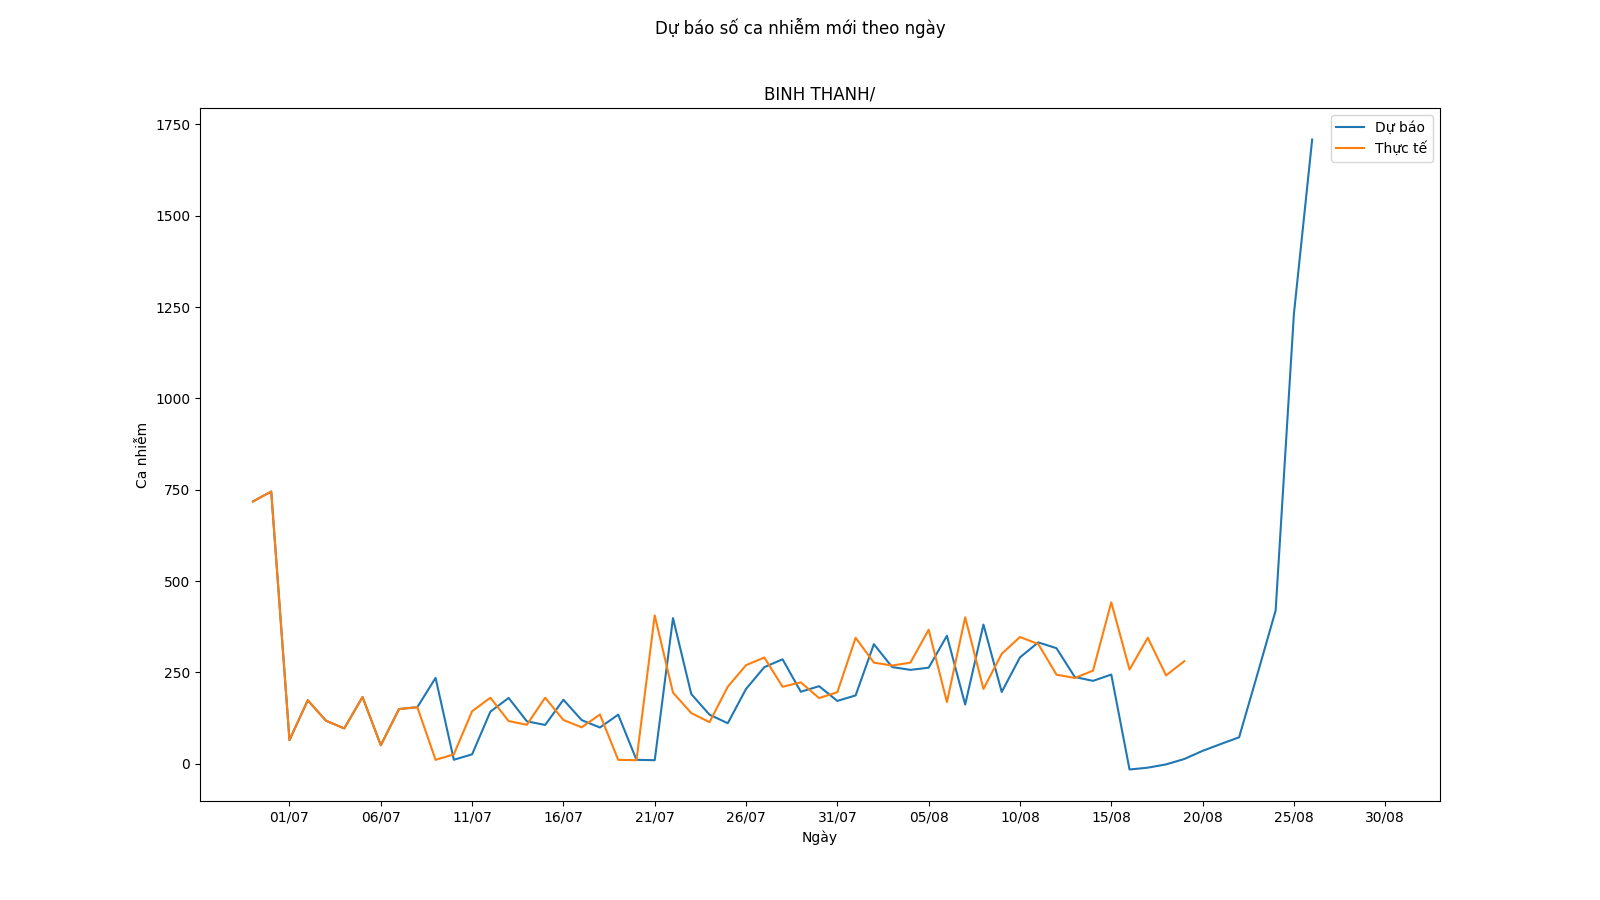 Dự báo số ca nhiễm mới theo ngày
BINH THANH/
Dự báo
Thực tế
1750
1500
1250
1000
750
500
250
0
Ca nhiễm
01/07 06/07 11/07 16/07 21/07 26/07 31/07 05/08 10/08 15/08 20/08 25/08 30/08
Ngày